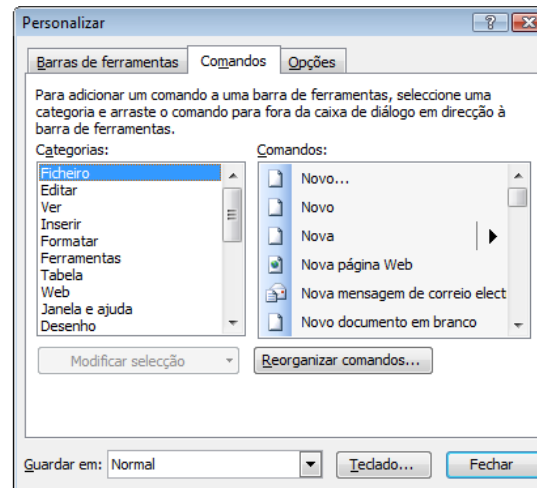 Personalizar
Barras de ferramentas Comandos Opções
Para adicionar um comando a uma barra de ferramentas, seleccione uma
categoria e arraste o comando para fora da caixa de diálogo em direcção à
barra de ferramentas.
Categorias: Comandos:
Ficheiro Novo...
Editar Novo
Ver Nova
Inserir Nova página Web
Formatar Nova mensagem de correio elect
Ferramentas Novo documento em branco
Tabela
Web
Janela e ajuda
Desenho
Modificar selecção Reorganizar comandos...
Guardar em: Normal Teclado... Fechar